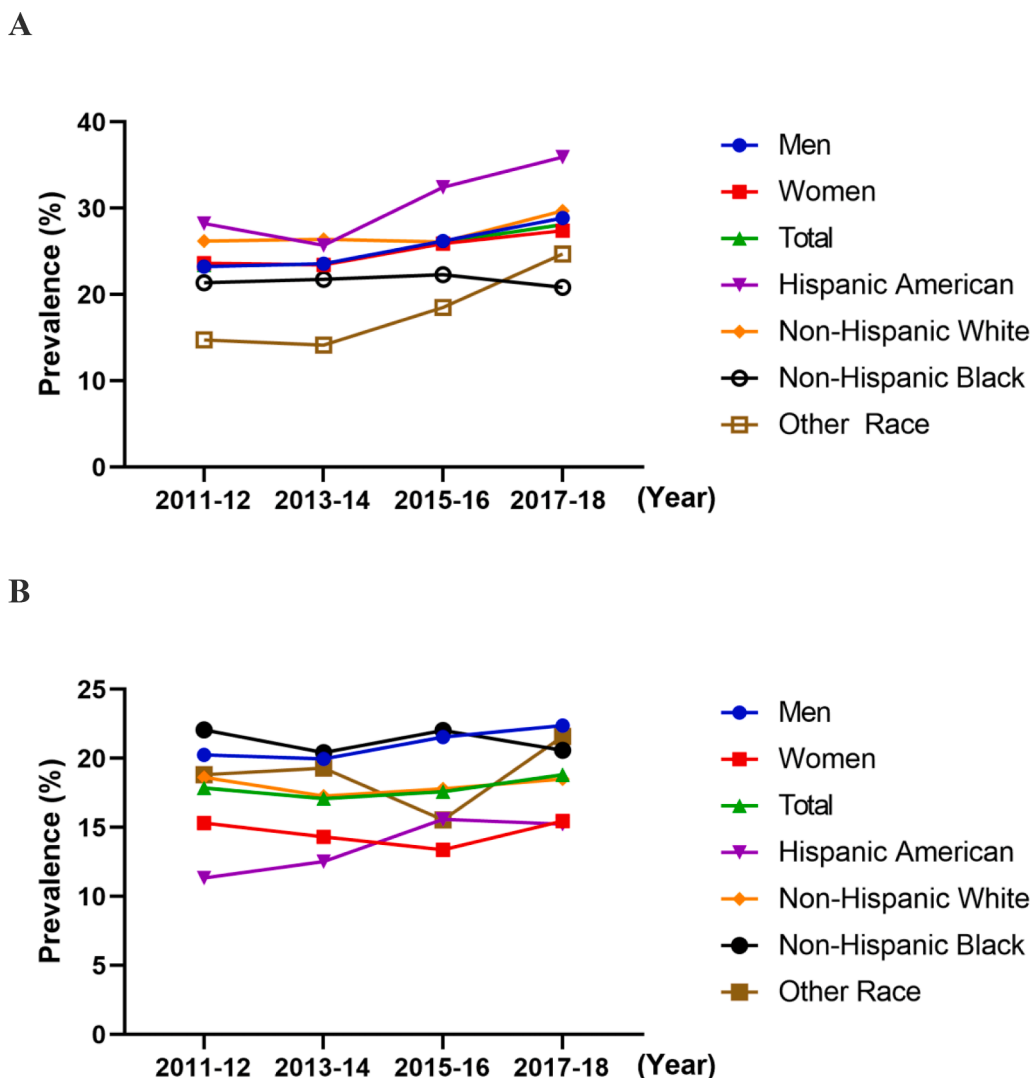 A
Prevalence (%)
40
30
20
10
0
2011-12 2013-14 2015-16 2017-18 (Year)
Men
Women
Total
Hispanic American
Non-Hispanic White
Non-Hispanic Black
Other  Race
B
Prevalence (%)
25
20
15
10
5
0
2011-12 2013-14 2015-16 2017-18 (Year)
Men
Women
Total
Hispanic American
Non-Hispanic White
Non-Hispanic Black
Other Race